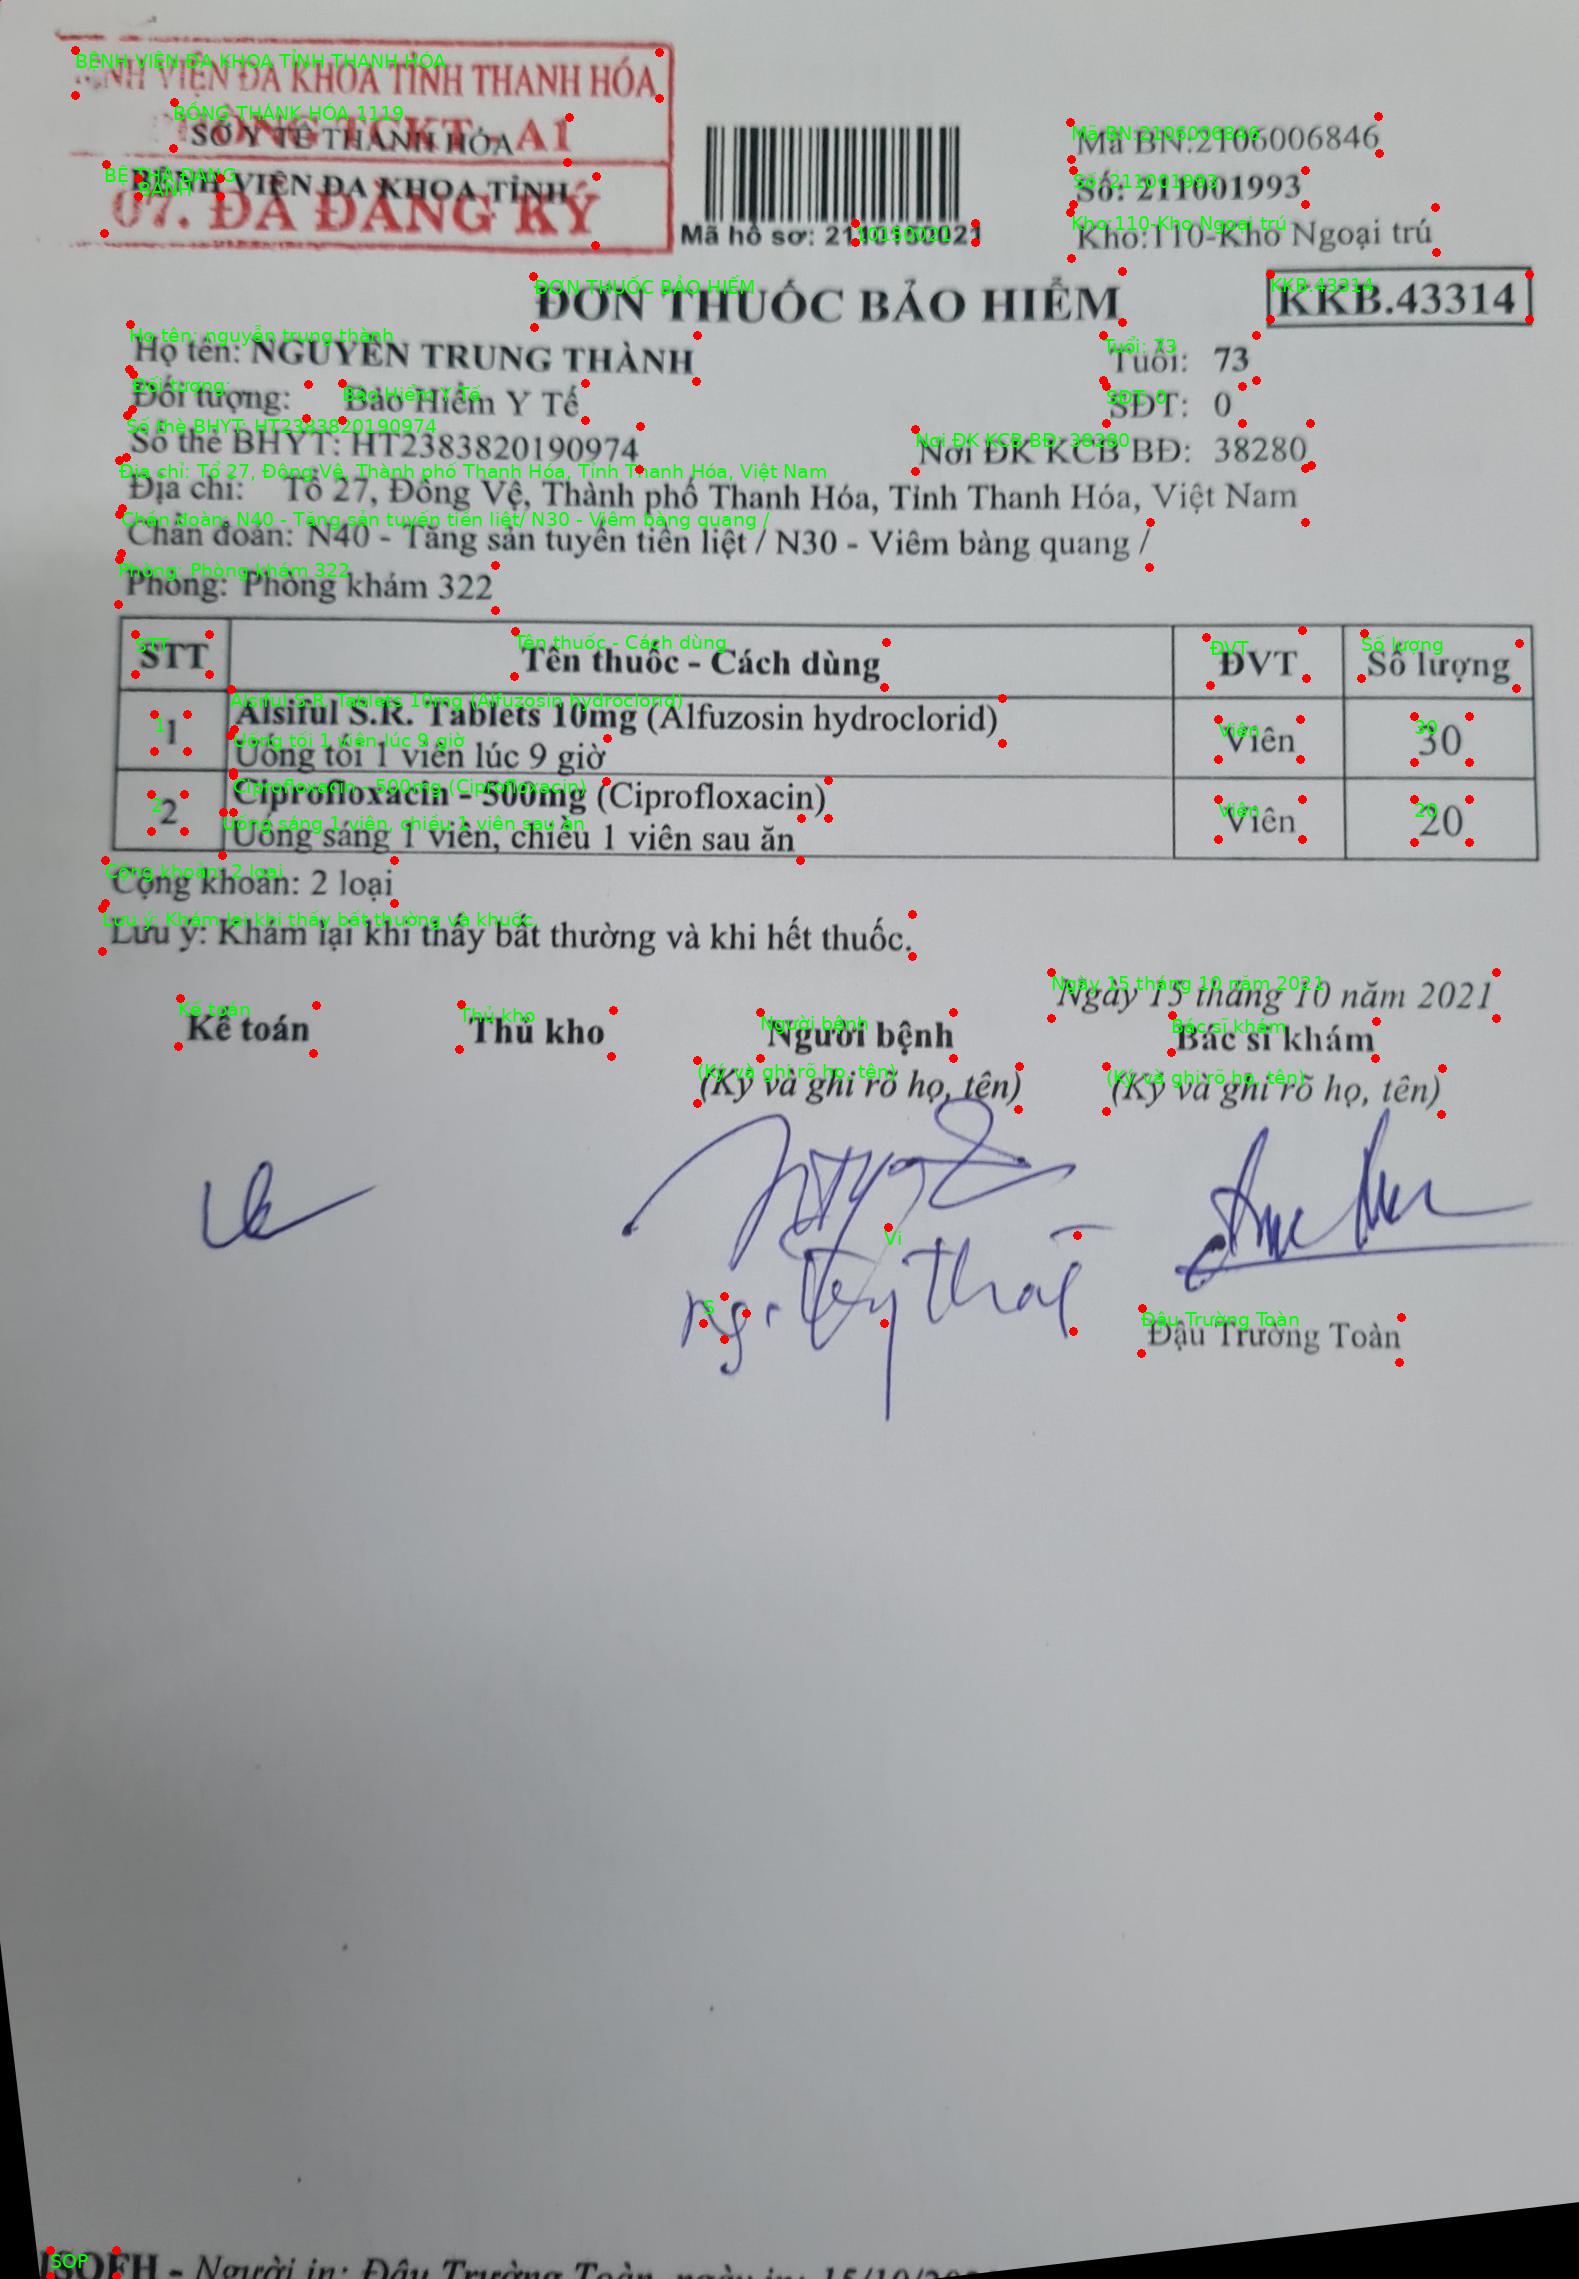 BỆNH VIỆN ĐA KHOA TỈNH THANH HÓA
SỞ Y TẾ THANH HÓA A1
BỆNH VIỆN ĐA KHOA TỈNH
07. ĐÃ ĐĂNG KÝ
Mã hồ sơ: 2110150021
Mã BN:2106006846
Số: 211001993
Kho:110-Kho Ngoại trú
ĐƠN THUỐC BẢO HIỂM
KKB.43314
Họ tên: NGUYỄN TRUNG THÀNH Tuổi: 73
Đối tượng: Bảo Hiểm Y Tế SĐT: 0
Số thẻ BHYT: HT2383820190974 Nơi ĐK KCB BĐ: 38280
Địa chỉ: Tổ 27, Đông Vệ, Thành phố Thanh Hóa, Tỉnh Thanh Hóa, Việt Nam
Chẩn đoán: N40 - Tăng sản tuyến tiền liệt / N30 - Viêm bàng quang /
Phòng: Phòng khám 322
STT Tên thuốc - Cách dùng ĐVT Số lượng
1 Alsiful S.R. Tablets 10mg (Alfuzosin hydroclorid) Viên 30
Uống tối 1 viên lúc 9 giờ
2 Ciprofloxacin - 500mg (Ciprofloxacin) Viên 20
Uống sáng 1 viên, chiều 1 viên sau ăn
Cộng khoản: 2 loại
Lưu ý: Khám lại khi thấy bất thường và khi hết thuốc.
Ngày 15 tháng 10 năm 2021
Kế toán Thủ kho Người bệnh Bác sĩ khám
(Ký và ghi rõ họ, tên) (Ký và ghi rõ họ, tên)
Đậu Trường Toàn
ISOFH - Người in: Đậu Trường Toàn, ngày in: 15/10/